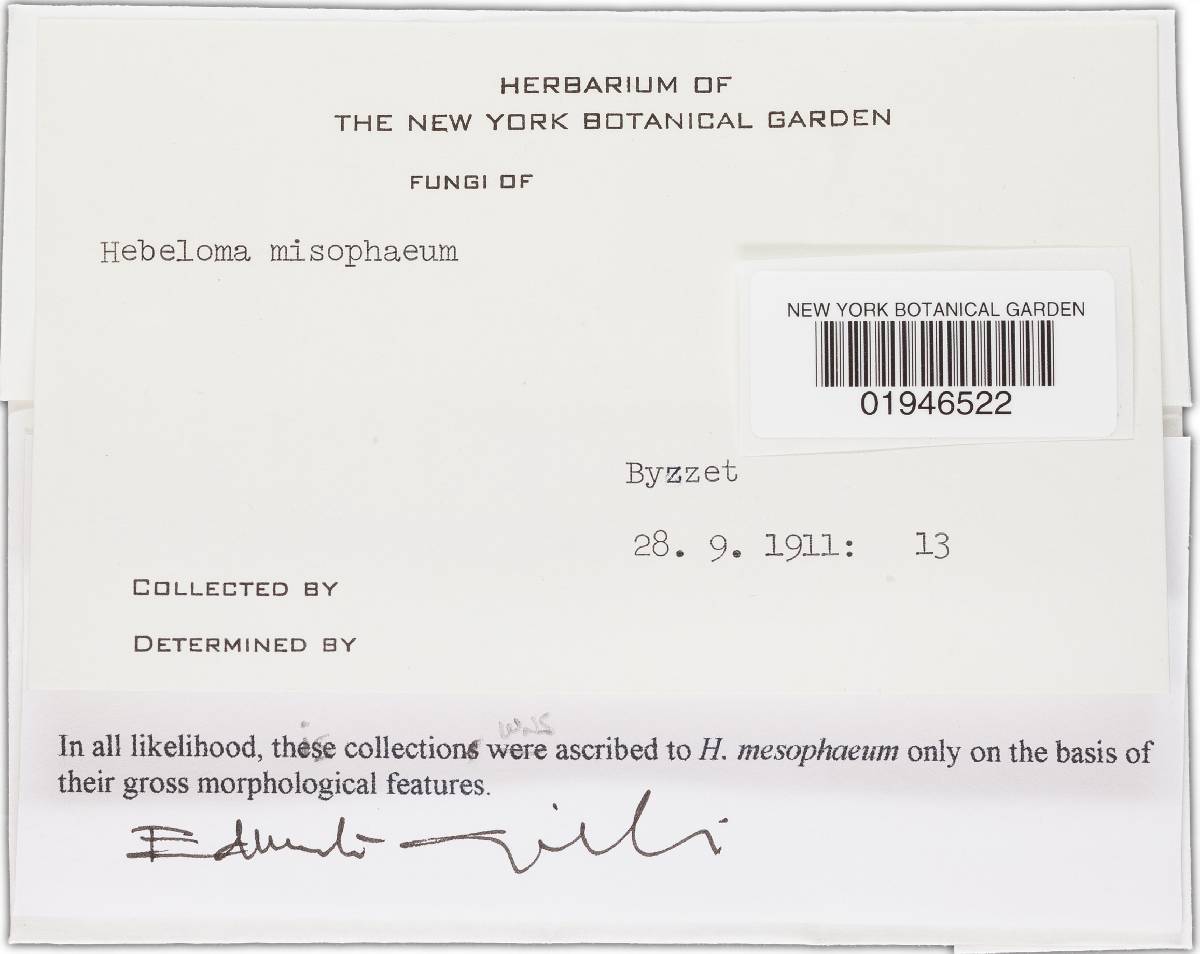 HERBARIUM OF
THE NEW YORK BOTANICAL GARDEN
FUNGI OF
Hebeloma misophaeum
NEW YORK BOTANICAL GARDEN
01946522
Byzzet
28. 9. 1911: 13
COLLECTED BY
DETERMINED BY
is was
In all likelihood, these collections were ascribed to H. mesophaeum only on the basis of
their gross morphological features.